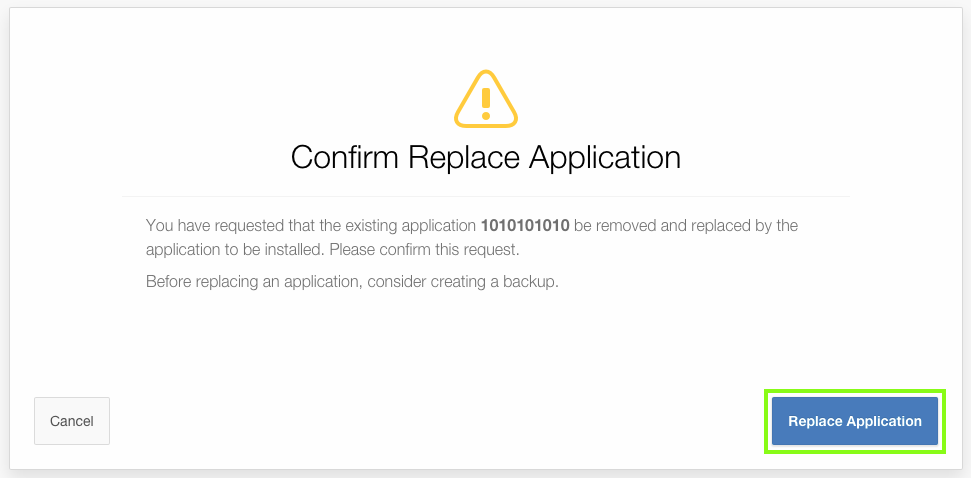 Confirm Replace Application
You have requested that the existing application 1010101010 be removed and replaced by the
application to be installed. Please confirm this request.
Before replacing an application, consider creating a backup.
Cancel
Replace Application